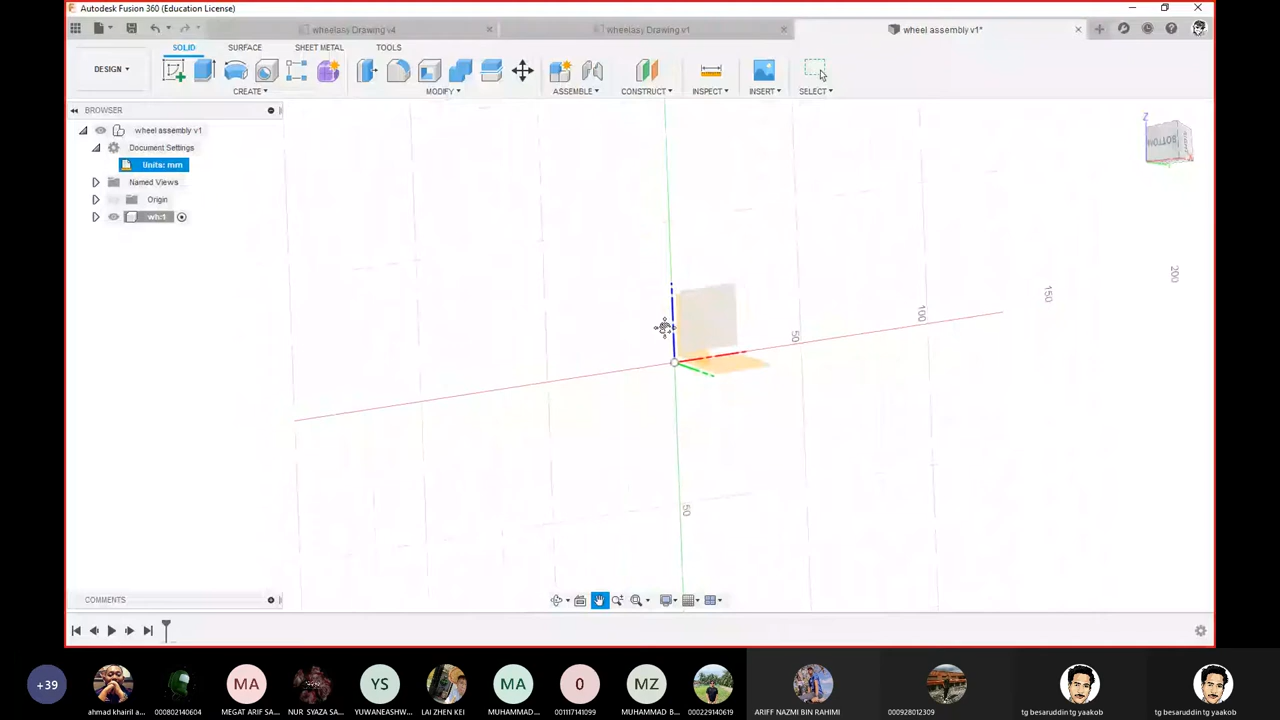 Autodesk Fusion 360 (Education License)
wheelasy Drawing v4
wheelasy Drawing v1
wheel assembly v1*
SOLID
SURFACE
SHEET METAL
TOOLS
DESIGN
CREATE
MODIFY
ASSEMBLE
CONSTRUCT
INSPECT
INSERT
SELECT
BROWSER
wheel assembly v1
Document Settings
Units: mm
Named Views
Origin
wh:1
Z
BOTTOM
50
100
150
200
50
COMMENTS
+39
MA
YS
MA
0
MZ
ahmad khairil a...
000802140604
MEGAT ARIF SA...
NUR SYAZA SA...
YUWANEASHW...
LAI ZHEN KEI
MUHAMMAD...
001117141099
MUHAMMAD B...
000229140619
ARIFF NAZMI BIN RAHIMI
000928012309
tg besaruddin tg yaakob
tg besaruddin tg yaakob